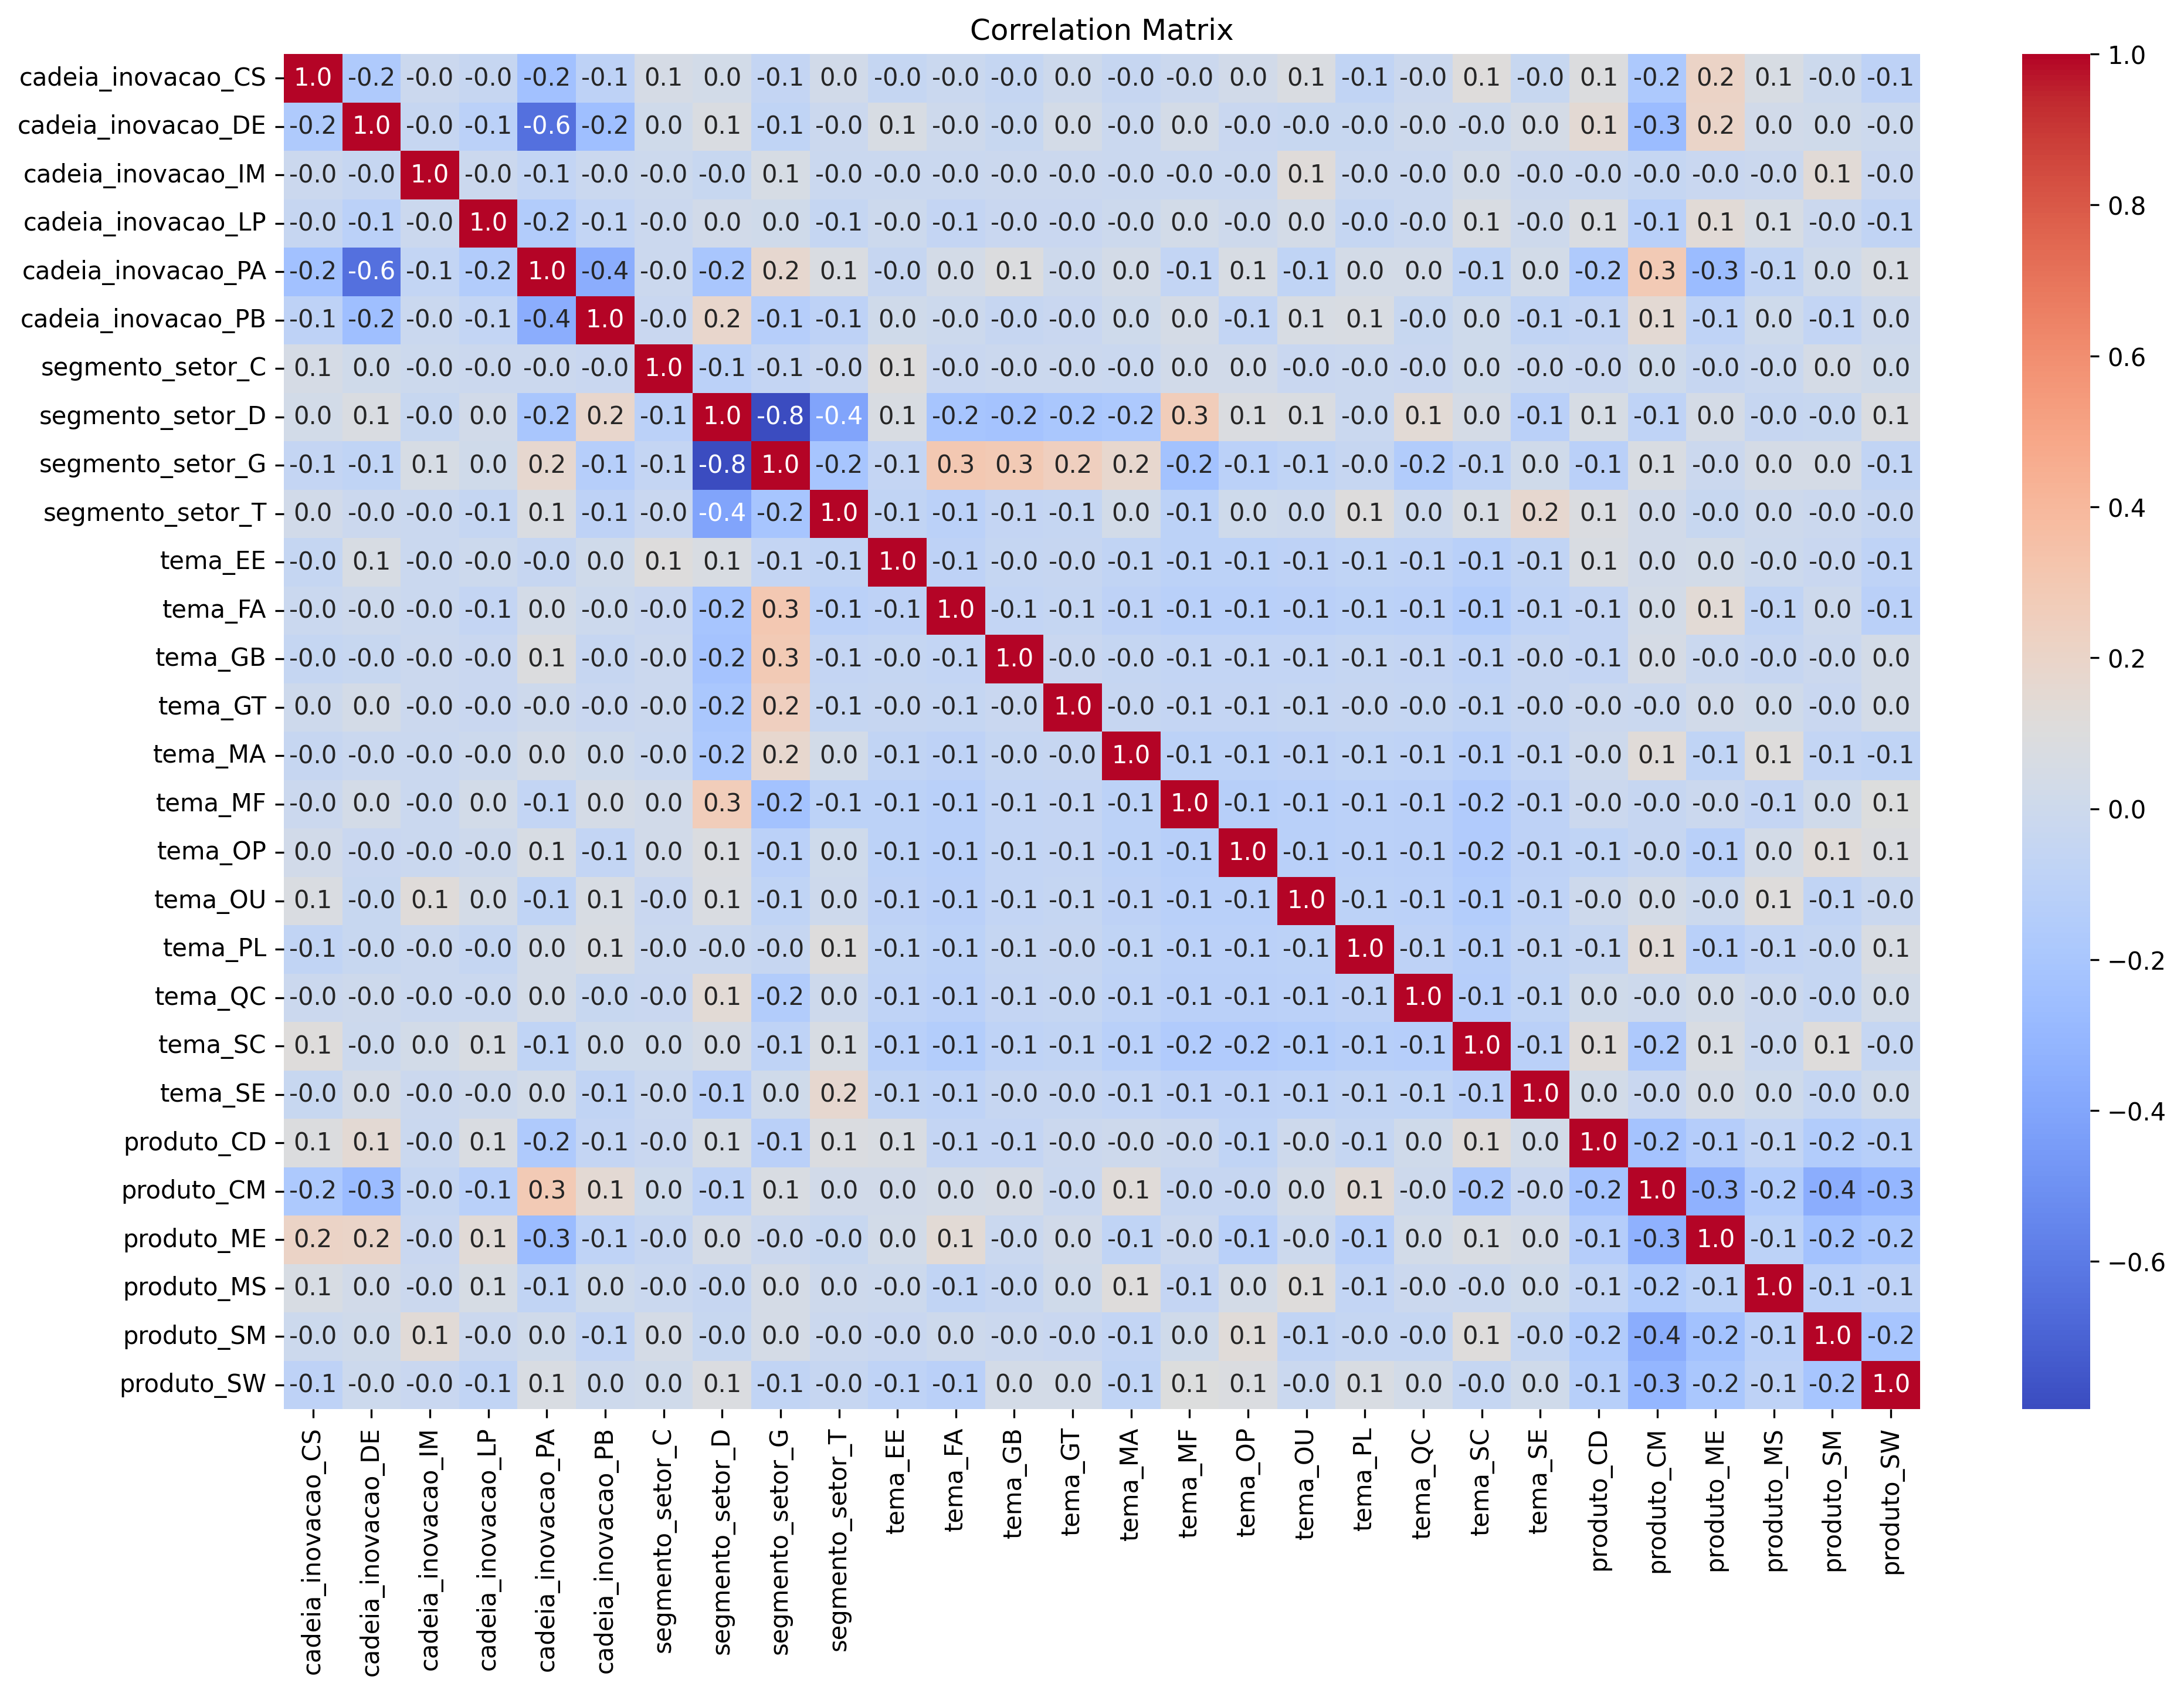 Correlation Matrix
cadeia_inovacao_CS 1.0 -0.2 -0.0 -0.0 -0.2 -0.1 0.1 0.0 -0.1 0.0 -0.0 -0.0 -0.0 0.0 -0.0 -0.0 0.0 0.1 -0.1 -0.0 0.1 -0.0 0.1 -0.2 0.2 0.1 -0.0 -0.1
cadeia_inovacao_DE -0.2 1.0 -0.0 -0.1 -0.6 -0.2 0.0 0.1 -0.1 -0.0 0.1 -0.0 -0.0 0.0 -0.0 0.0 -0.0 -0.0 -0.0 -0.0 -0.0 0.0 0.1 -0.3 0.2 0.0 0.0 -0.0
cadeia_inovacao_IM -0.0 -0.0 1.0 -0.0 -0.1 -0.0 -0.0 -0.0 0.1 -0.0 -0.0 -0.0 -0.0 -0.0 -0.0 -0.0 -0.0 0.1 -0.0 -0.0 0.0 -0.0 -0.0 -0.0 -0.0 -0.0 0.1 -0.0
cadeia_inovacao_LP -0.0 -0.1 -0.0 1.0 -0.2 -0.1 -0.0 0.0 0.0 -0.1 -0.0 -0.1 -0.0 -0.0 -0.0 0.0 -0.0 0.0 -0.0 -0.0 0.1 -0.0 0.1 -0.1 0.1 0.1 -0.0 -0.1
cadeia_inovacao_PA -0.2 -0.6 -0.1 -0.2 1.0 -0.4 -0.0 -0.2 0.2 0.1 -0.0 0.0 0.1 -0.0 0.0 -0.1 0.1 -0.1 0.0 0.0 -0.1 0.0 -0.2 0.3 -0.3 -0.1 0.0 0.1
cadeia_inovacao_PB -0.1 -0.2 -0.0 -0.1 -0.4 1.0 -0.0 0.2 -0.1 -0.1 0.0 -0.0 -0.0 -0.0 0.0 0.0 -0.1 0.1 0.1 -0.0 0.0 -0.1 -0.1 0.1 -0.1 0.0 -0.1 0.0
segmento_setor_C 0.1 0.0 -0.0 -0.0 -0.0 -0.0 1.0 -0.1 -0.1 -0.0 0.1 -0.0 -0.0 -0.0 -0.0 0.0 0.0 -0.0 -0.0 -0.0 0.0 -0.0 -0.0 0.0 -0.0 -0.0 0.0 0.0
segmento_setor_D 0.0 0.1 -0.0 0.0 -0.2 0.2 -0.1 1.0 -0.8 -0.4 0.1 -0.2 -0.2 -0.2 -0.2 0.3 0.1 0.1 -0.0 0.1 0.0 -0.1 0.1 -0.1 0.0 -0.0 -0.0 0.1
segmento_setor_G -0.1 -0.1 0.1 0.0 0.2 -0.1 -0.1 -0.8 1.0 -0.2 -0.1 0.3 0.3 0.2 0.2 -0.2 -0.1 -0.1 -0.0 -0.2 -0.1 0.0 -0.1 0.1 -0.0 0.0 0.0 -0.1
segmento_setor_T 0.0 -0.0 -0.0 -0.1 0.1 -0.1 -0.0 -0.4 -0.2 1.0 -0.1 -0.1 -0.1 -0.1 0.0 -0.1 0.0 0.0 0.1 0.0 0.1 0.2 0.1 0.0 -0.0 -0.0 -0.0 -0.0
tema_EE -0.0 0.1 -0.0 -0.0 -0.0 0.0 0.1 0.1 -0.1 -0.1 1.0 -0.1 -0.0 -0.0 -0.1 -0.1 -0.1 -0.1 -0.1 -0.1 -0.1 -0.1 0.1 0.0 0.0 -0.0 -0.0 -0.1
tema_FA -0.0 -0.0 -0.0 -0.1 0.0 -0.0 -0.0 -0.2 0.3 -0.1 -0.1 1.0 -0.1 -0.1 -0.1 -0.1 -0.1 -0.1 -0.1 -0.1 -0.1 -0.1 -0.1 0.0 0.1 -0.1 0.0 -0.1
tema_GB -0.0 -0.0 -0.0 -0.0 0.1 -0.0 -0.0 -0.2 0.3 -0.1 -0.0 -0.1 1.0 -0.0 -0.0 -0.1 -0.1 -0.1 -0.1 -0.1 -0.1 -0.0 -0.1 0.0 -0.0 -0.0 -0.0 0.0
tema_GT 0.0 0.0 -0.0 -0.0 -0.0 -0.0 -0.0 -0.2 0.2 -0.1 -0.0 -0.1 -0.0 1.0 -0.0 -0.1 -0.1 -0.1 -0.0 -0.0 -0.1 -0.0 -0.0 -0.0 0.0 0.0 -0.0 0.0
tema_MA -0.0 -0.0 -0.0 -0.0 0.0 0.0 -0.0 -0.2 0.2 0.0 -0.1 -0.1 -0.0 -0.0 1.0 -0.1 -0.1 -0.1 -0.1 -0.1 -0.1 -0.1 -0.0 0.1 -0.1 0.1 -0.1 -0.1
tema_MF -0.0 0.0 -0.0 0.0 -0.1 0.0 0.0 0.3 -0.2 -0.1 -0.1 -0.1 -0.1 -0.1 -0.1 1.0 -0.1 -0.1 -0.1 -0.1 -0.2 -0.1 -0.0 -0.0 -0.0 -0.1 0.0 0.1
tema_OP 0.0 -0.0 -0.0 -0.0 0.1 -0.1 0.0 0.1 -0.1 0.0 -0.1 -0.1 -0.1 -0.1 -0.1 -0.1 1.0 -0.1 -0.1 -0.1 -0.2 -0.1 -0.1 -0.0 -0.1 0.0 0.1 0.1
tema_OU 0.1 -0.0 0.1 0.0 -0.1 0.1 -0.0 0.1 -0.1 0.0 -0.1 -0.1 -0.1 -0.1 -0.1 -0.1 -0.1 1.0 -0.1 -0.1 -0.1 -0.1 -0.0 0.0 -0.0 0.1 -0.1 -0.0
tema_PL -0.1 -0.0 -0.0 -0.0 0.0 0.1 -0.0 -0.0 -0.0 0.1 -0.1 -0.1 -0.1 -0.0 -0.1 -0.1 -0.1 -0.1 1.0 -0.1 -0.1 -0.1 -0.1 0.1 -0.1 -0.1 -0.0 0.1
tema_QC -0.0 -0.0 -0.0 -0.0 0.0 -0.0 -0.0 0.1 -0.2 0.0 -0.1 -0.1 -0.1 -0.0 -0.1 -0.1 -0.1 -0.1 -0.1 1.0 -0.1 -0.1 0.0 -0.0 0.0 -0.0 -0.0 0.0
tema_SC 0.1 -0.0 0.0 0.1 -0.1 0.0 0.0 0.0 -0.1 0.1 -0.1 -0.1 -0.1 -0.1 -0.1 -0.2 -0.2 -0.1 -0.1 -0.1 1.0 -0.1 0.1 -0.2 0.1 -0.0 0.1 -0.0
tema_SE -0.0 0.0 -0.0 -0.0 0.0 -0.1 -0.0 -0.1 0.0 0.2 -0.1 -0.1 -0.0 -0.0 -0.1 -0.1 -0.1 -0.1 -0.1 -0.1 -0.1 1.0 0.0 -0.0 0.0 -0.0 -0.0 0.0
produto_CD 0.1 0.1 -0.0 0.1 -0.2 -0.1 -0.0 0.1 -0.1 0.1 0.1 -0.1 -0.1 -0.0 -0.0 -0.0 -0.1 -0.0 -0.1 0.0 0.1 0.0 1.0 -0.2 -0.1 -0.1 -0.2 -0.1
produto_CM -0.2 -0.3 -0.0 -0.1 0.3 0.1 0.0 -0.1 0.1 0.0 0.0 0.0 0.0 -0.0 0.1 -0.0 -0.0 0.0 0.1 -0.0 -0.2 -0.0 -0.2 1.0 -0.3 -0.2 -0.4 -0.3
produto_ME 0.2 0.2 -0.0 0.1 -0.3 -0.1 -0.0 0.0 -0.0 -0.0 0.0 0.1 -0.0 0.0 -0.1 -0.0 -0.1 -0.0 -0.1 0.0 0.1 0.0 -0.1 -0.3 1.0 -0.1 -0.2 -0.2
produto_MS 0.1 0.0 -0.0 0.1 -0.1 0.0 -0.0 -0.0 0.0 -0.0 -0.0 -0.1 -0.0 0.0 0.1 -0.1 0.0 0.1 -0.1 -0.0 -0.0 -0.0 -0.1 -0.2 -0.1 1.0 -0.1 -0.1
produto_SM -0.0 0.0 0.1 -0.0 0.0 -0.1 0.0 -0.0 0.0 -0.0 -0.0 0.0 -0.0 -0.0 -0.1 0.0 0.1 -0.1 -0.0 -0.0 0.1 -0.0 -0.2 -0.4 -0.2 -0.1 1.0 -0.2
produto_SW -0.1 -0.0 -0.0 -0.1 0.1 0.0 0.0 0.1 -0.1 -0.0 -0.1 -0.1 0.0 0.0 -0.1 0.1 0.1 -0.0 0.1 0.0 -0.0 0.0 -0.1 -0.3 -0.2 -0.1 -0.2 1.0
cadeia_inovacao_CS
cadeia_inovacao_DE
cadeia_inovacao_IM
cadeia_inovacao_LP
cadeia_inovacao_PA
cadeia_inovacao_PB
segmento_setor_C
segmento_setor_D
segmento_setor_G
segmento_setor_T
tema_EE
tema_FA
tema_GB
tema_GT
tema_MA
tema_MF
tema_OP
tema_OU
tema_PL
tema_QC
tema_SC
tema_SE
produto_CD
produto_CM
produto_ME
produto_MS
produto_SM
produto_SW
1.0
0.8
0.6
0.4
0.2
0.0
−0.2
−0.4
−0.6